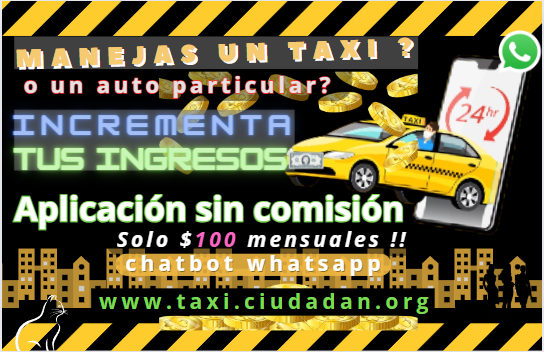 MANEJAS UN TAXI ?
o un auto particular?
INCREMENTA
TUS INGRESOS
TAXI
24hr
Aplicación sin comisión
Solo $100 mensuales !!
chatbot whatsapp
www.taxi.ciudadan.org